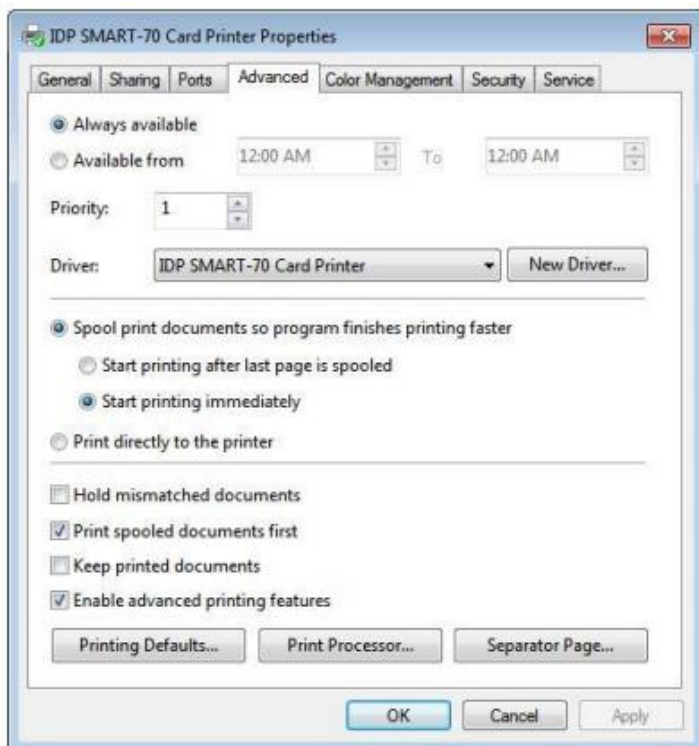 IDP SMART-70 Card Printer Properties
General Sharing Ports Advanced Color Management Security Service
Always available
Available from 12:00 AM To 12:00 AM
Priority: 1
Driver: IDP SMART-70 Card Printer New Driver...
Spool print documents so program finishes printing faster
Start printing after last page is spooled
Start printing immediately
Print directly to the printer
Hold mismatched documents
Print spooled documents first
Keep printed documents
Enable advanced printing features
Printing Defaults... Print Processor... Separator Page...
OK Cancel Apply